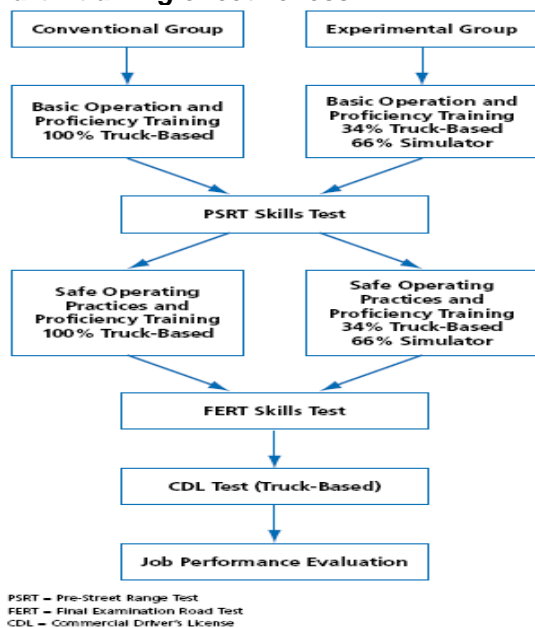 Conventional Group
Experimental Group
Basic Operation and
Proficiency Training
100% Truck-Based
Basic Operation and
Proficiency Training
34% Truck-Based
66% Simulator
PSRT Skills Test
Safe Operating
Practices and
Proficiency Training
100% Truck-Based
Safe Operating
Practices and
Proficiency Training
34% Truck-Based
66% Simulator
FERT Skills Test
CDL Test (Truck-Based)
Job Performance Evaluation
PSRT = Pre-Street Range Test
FERT = Final Examination Road Test
CDL = Commercial Driver's License